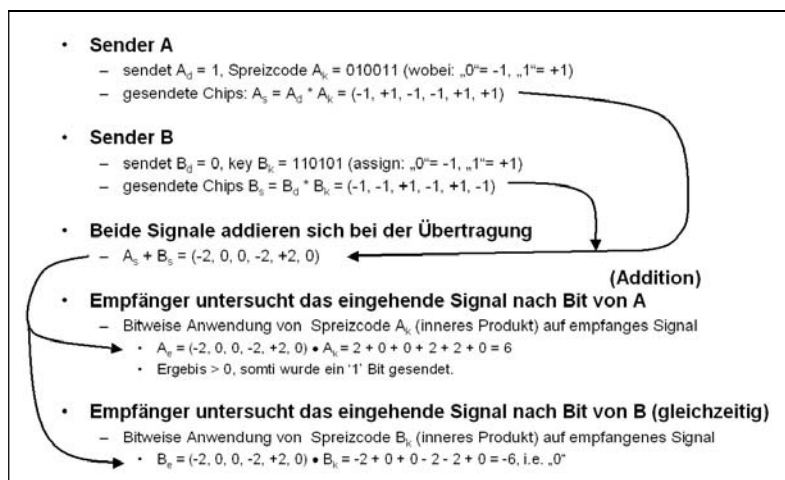 • Sender A
– sendet A_d = 1, Spreizcode A_k = 010011 (wobei: „0“= -1, „1“= +1)
– gesendete Chips: A_s = A_d * A_k = (-1, +1, -1, -1, +1, +1)
• Sender B
– sendet B_d = 0, key B_k = 110101 (assign: „0“= -1, „1“= +1)
– gesendete Chips B_s = B_d * B_k = (-1, -1, +1, -1, +1, -1)
• Beide Signale addieren sich bei der Übertragung
– A_s + B_s = (-2, 0, 0, -2, +2, 0)
(Addition)
• Empfänger untersucht das eingehende Signal nach Bit von A
– Bitweise Anwendung von Spreizcode A_k (inneres Produkt) auf empfanges Signal
• A_e = (-2, 0, 0, -2, +2, 0) • A_k = 2 + 0 + 0 + 2 + 2 + 0 = 6
• Ergebis > 0, somti wurde ein '1' Bit gesendet.
• Empfänger untersucht das eingehende Signal nach Bit von B (gleichzeitig)
– Bitweise Anwendung von Spreizcode B_k (inneres Produkt) auf empfangenes Signal
• B_e = (-2, 0, 0, -2, +2, 0) • B_k = -2 + 0 + 0 - 2 - 2 + 0 = -6, i.e. „0“